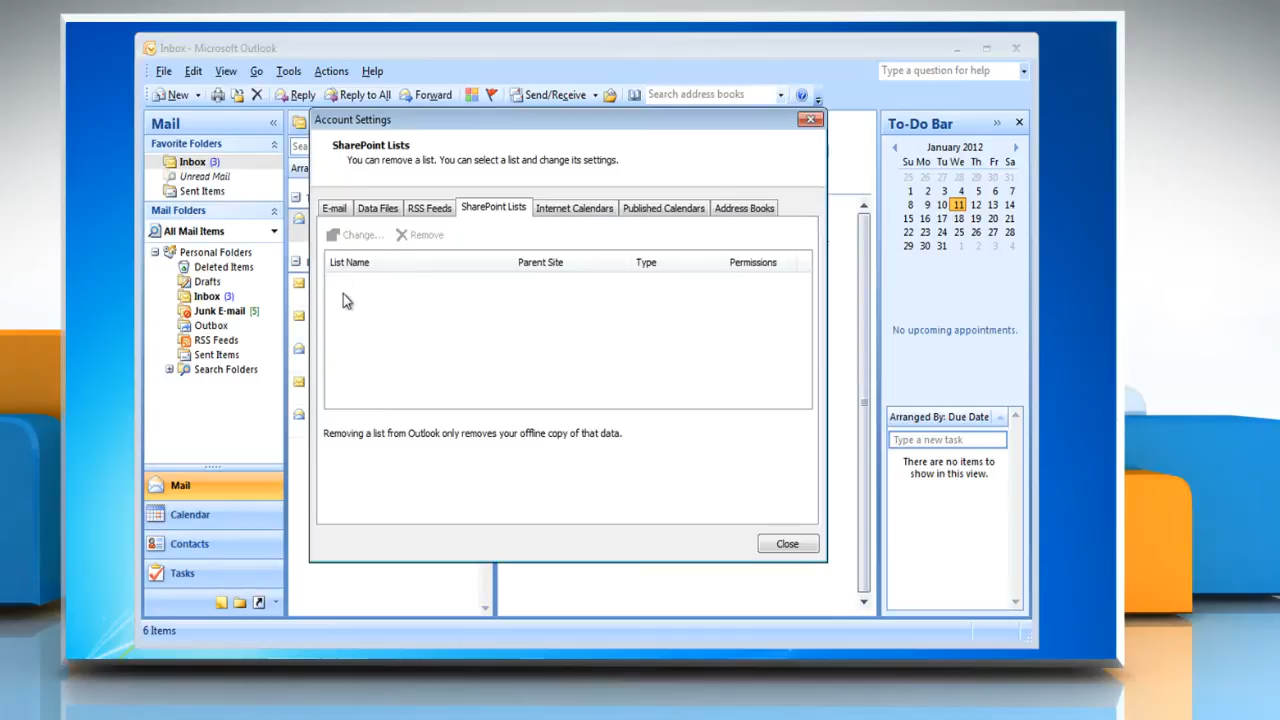 Inbox - Microsoft Outlook
File Edit View Go Tools Actions Help
Type a question for help
New Reply Reply to All Forward Send/Receive Search address books
Mail «
Favorite Folders
Inbox (3)
Unread Mail
Sent Items
Mail Folders
All Mail Items
Personal Folders
Deleted Items
Drafts
Inbox (3)
Junk E-mail [5]
Outbox
RSS Feeds
Sent Items
Search Folders
Mail
Calendar
Contacts
Tasks
6 Items
Account Settings
SharePoint Lists
You can remove a list. You can select a list and change its settings.
E-mail Data Files RSS Feeds SharePoint Lists Internet Calendars Published Calendars Address Books
Change... Remove
List Name Parent Site Type Permissions
Removing a list from Outlook only removes your offline copy of that data.
Close
To-Do Bar »
January 2012
Su Mo Tu We Th Fr Sa
25 26 27 28 29 30 31
1 2 3 4 5 6 7
8 9 10 11 12 13 14
15 16 17 18 19 20 21
22 23 24 25 26 27 28
29 30 31 1 2 3 4
No upcoming appointments.
Arranged By: Due Date
Type a new task
There are no items to
show in this view.